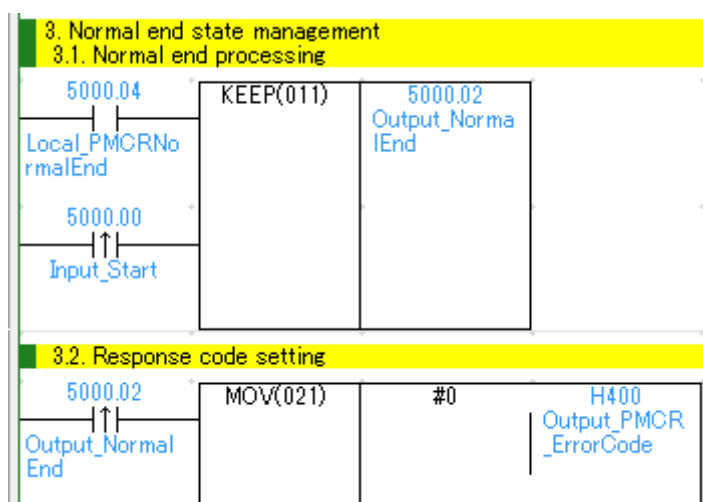 3. Normal end state management
3.1. Normal end processing
5000.04
KEEP(011)
5000.02
Local_PMCRNo
rmalEnd
Output_Norma
lEnd
5000.00
Input_Start
3.2. Response code setting
5000.02
MOV(021)
#0
H400
Output_Normal
End
Output_PMCR
_ErrorCode